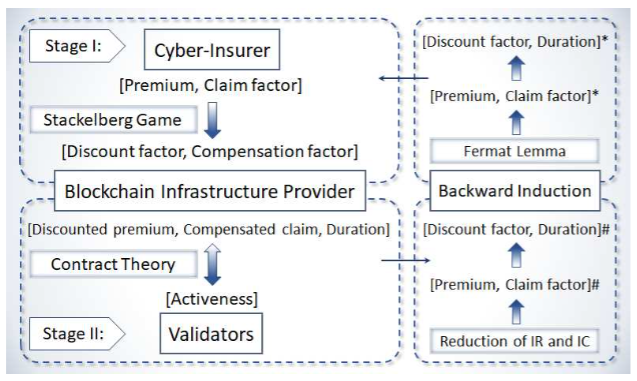 Stage I:
Cyber-Insurer
[Premium, Claim factor]
Stackelberg Game
[Discount factor, Compensation factor]
Blockchain Infrastructure Provider
[Discounted premium, Compensated claim, Duration]
Contract Theory
[Activeness]
Stage II:
Validators
[Discount factor, Duration]*
[Premium, Claim factor]*
Fermat Lemma
Backward Induction
[Discount factor, Duration]#
[Premium, Claim factor]#
Reduction of IR and IC